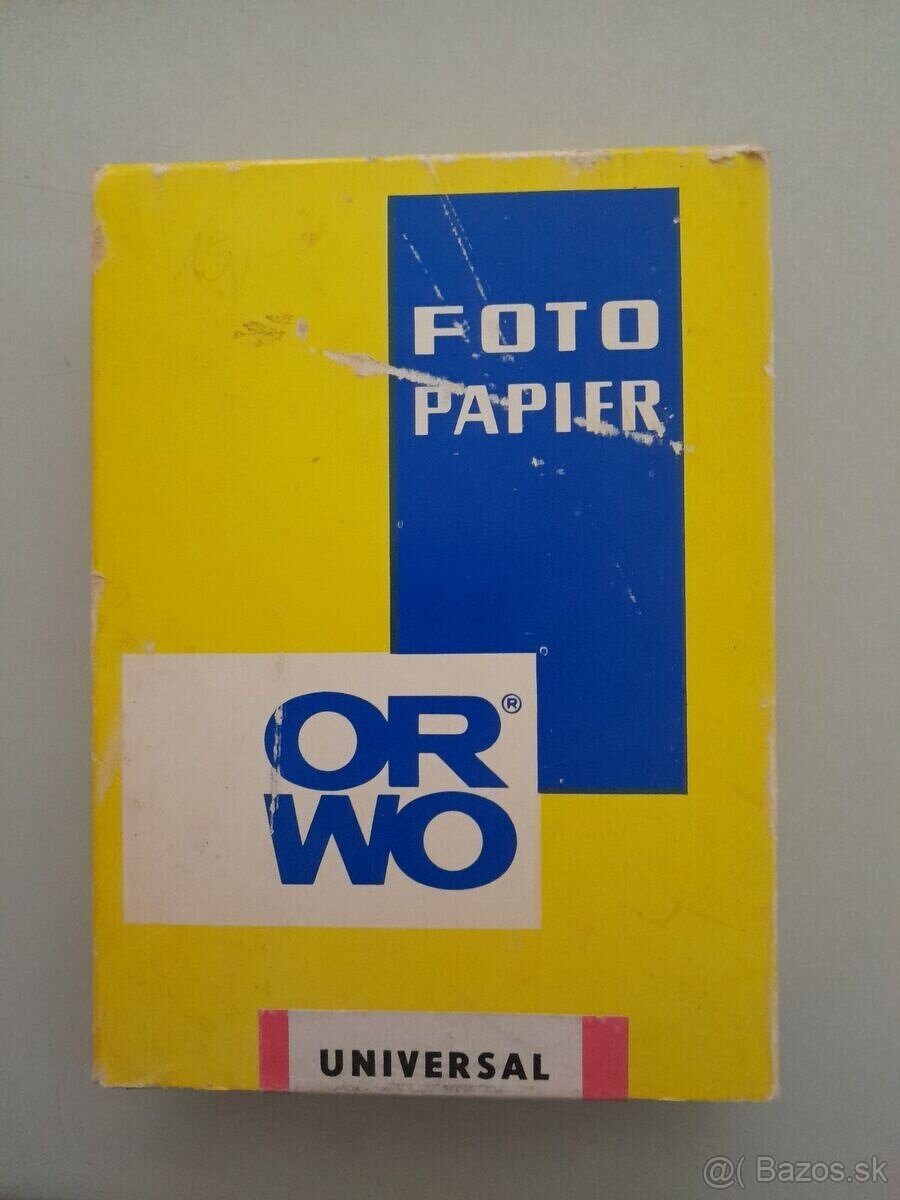 FOTO
PAPIER
OR®
WO
UNIVERSAL
@( Bazos.sk